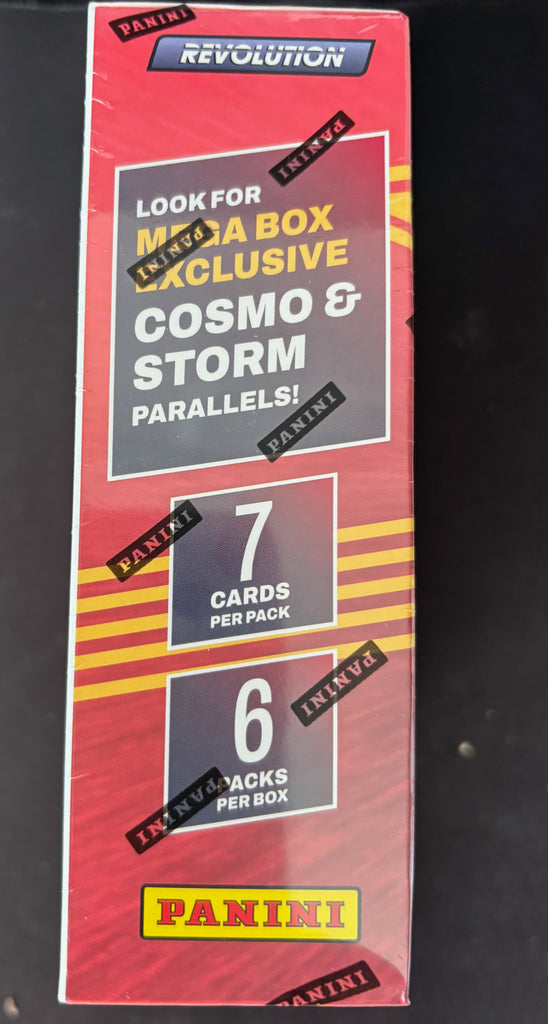 PANINI
REVOLUTION
PANINI
LOOK FOR
MEGA BOX
PANINI
EXCLUSIVE
COSMO &
STORM
PARALLELS!
PANINI
PANINI
7
CARDS
PER PACK
PANINI
6
PACKS
PER BOX
PANINI
PANINI
PANINI